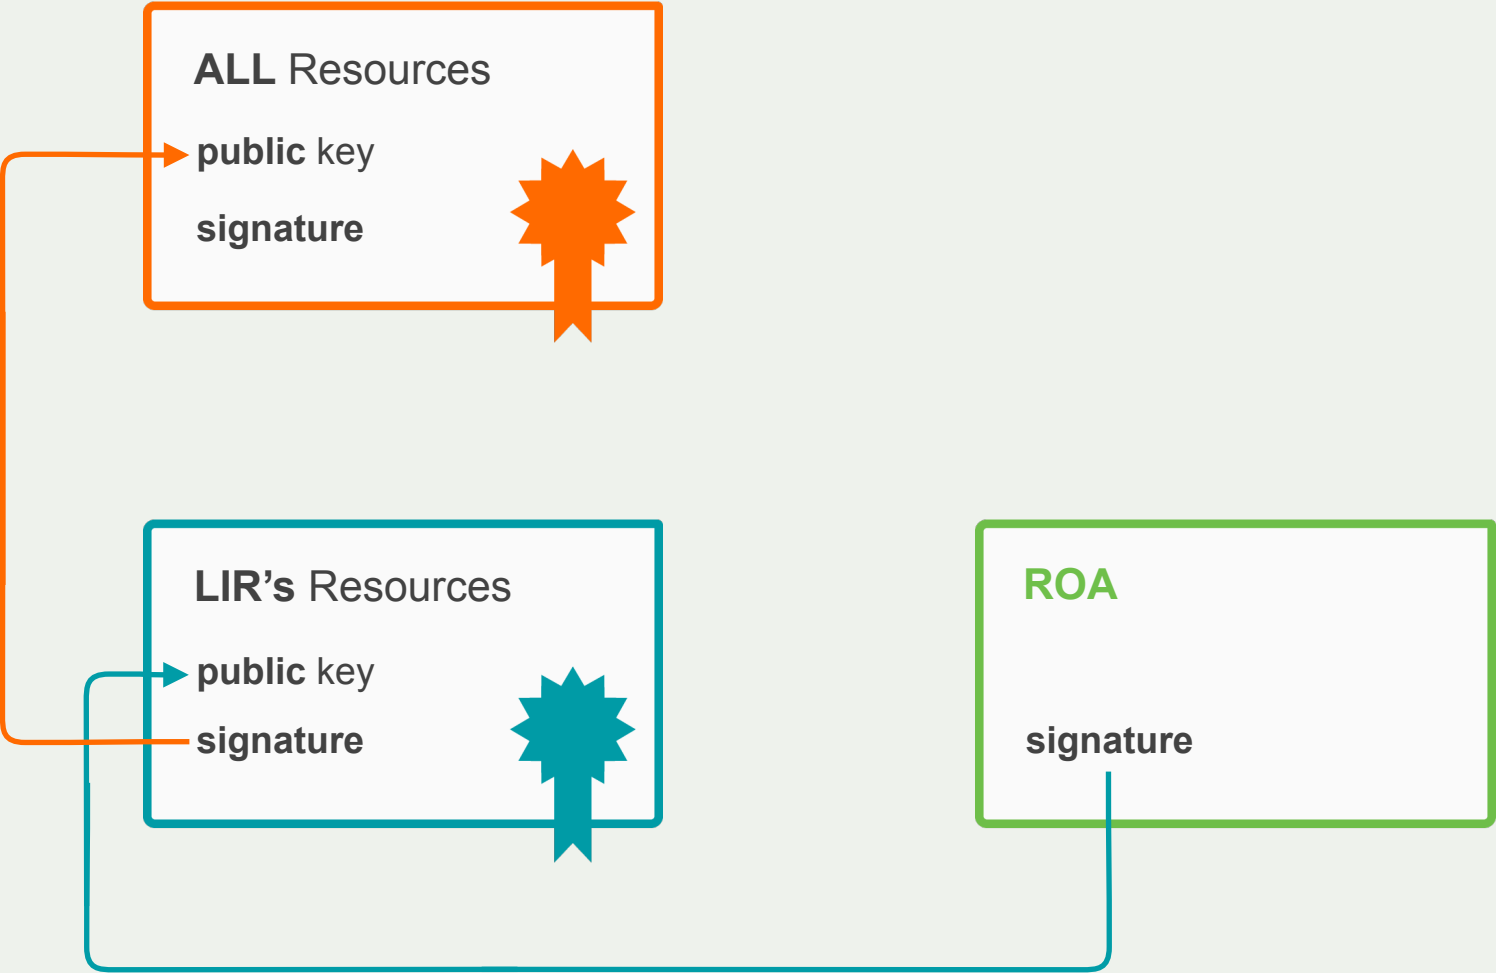 ALL Resources
public key
signature
LIR’s Resources
public key
signature
ROA
signature